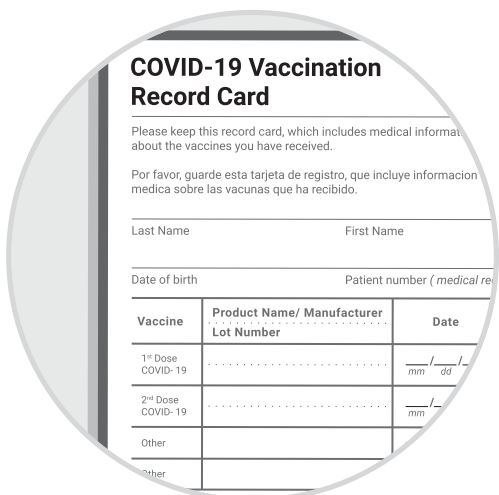 COVID-19 Vaccination
Record Card
Please keep this record card, which includes medical
about the vaccines you have received.
Por favor, guarde esta tarjeta de registro, que incluye informacion
medica sobre las vacunas que ha recibido.
Last Name First Name
Date of birth Patient number ( medical
Vaccine Product Name/ Manufacturer Date
Lot Number
1st Dose
COVID- 19
mm dd
2nd Dose
COVID- 19
mm
Other
Other